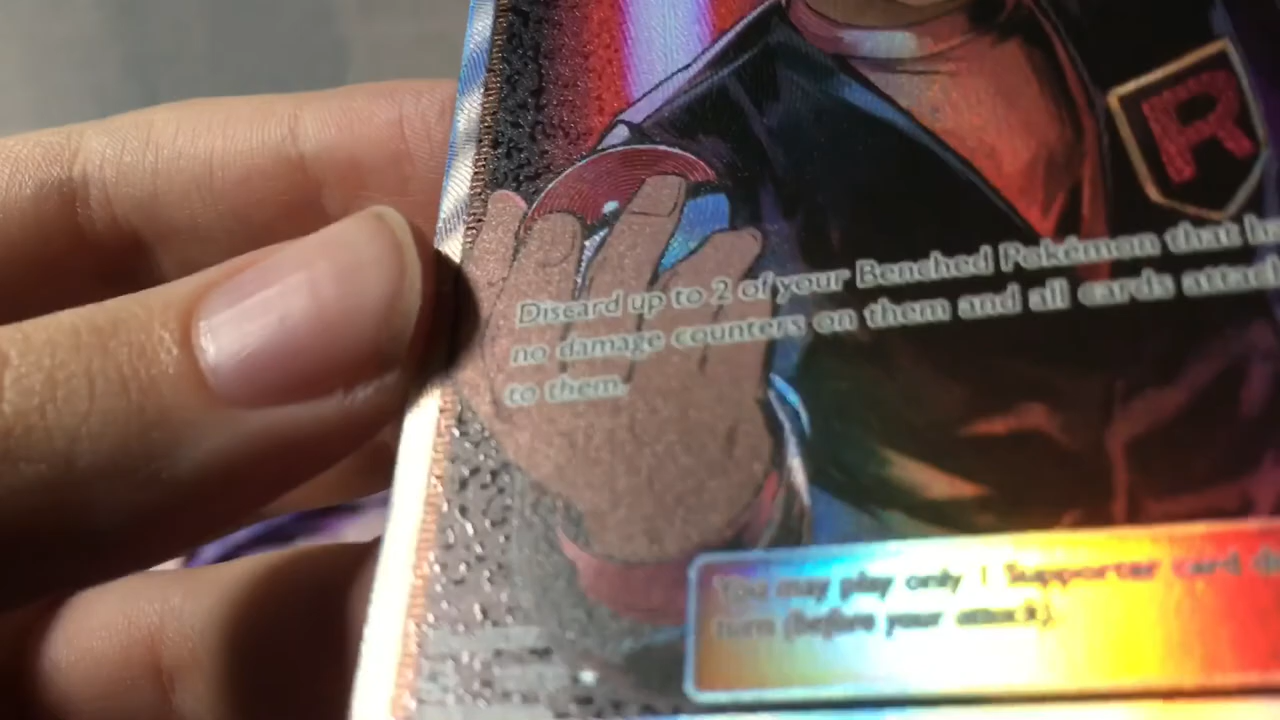 R
Discard up to 2 of your Benched Pokémon that
no damage counters on them and all cards attach
to them.
You may play only 1 Supporter card
turn (before your attack).